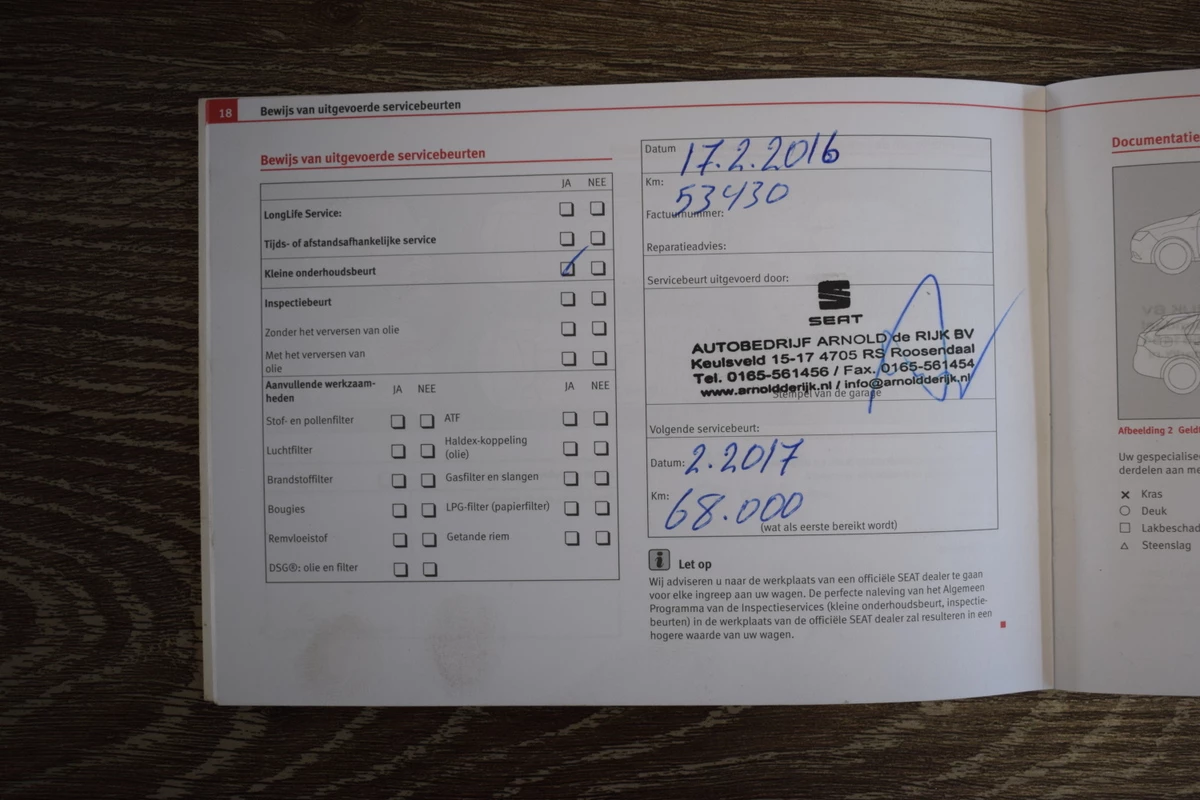 18 Bewijs van uitgevoerde servicebeurten
Bewijs van uitgevoerde servicebeurten
JA NEE
LongLife Service:
Tijds- of afstandsafhankelijke service
Kleine onderhoudsbeurt
Inspectiebeurt
Zonder het verversen van olie
Met het verversen van
olie
Aanvullende werkzaam-
heden
JA NEE
JA NEE
Stof- en pollenfilter
ATF
Luchtfilter
Haldex-koppeling
(olie)
Brandstoffilter
Gasfilter en slangen
Bougies
LPG-filter (papierfilter)
Remvloeistof
Getande riem
DSG®: olie en filter
Datum 17.2.2016
Km: 53430
Factuurnummer:
Reparatieadvies:
Servicebeurt uitgevoerd door:
SEAT
AUTOBEDRIJF ARNOLD de RIJK BV
Keulsveld 15-17 4705 RS Roosendaal
Tel. 0165-561456 / Fax. 0165-561454
www.arnoldderijk.nl / info@arnoldderijk.nl
Stempel van de garage
Volgende servicebeurt:
Datum: 2.2017
Km: 68.000
(wat als eerste bereikt wordt)
i Let op
Wij adviseren u naar de werkplaats van een officiële SEAT dealer te gaan
voor elke ingreep aan uw wagen. De perfecte naleving van het Algemeen
Programma van de Inspectieservices (kleine onderhoudsbeurt, inspectie-
beurten) in de werkplaats van de officiële SEAT dealer zal resulteren in een
hogere waarde van uw wagen.
Documentatie
Afbeelding 2 Geld
Uw gespecialisee
derdelen aan me
Kras
Deuk
Lakbeschad
Steenslag